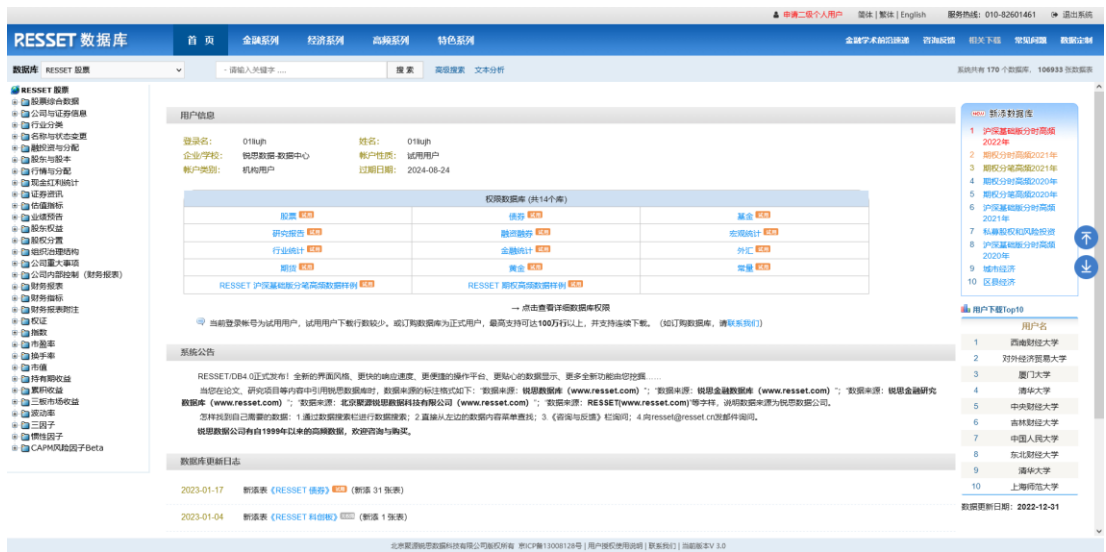 申请二级个人用户 简体 | 繁体 | English 服务热线: 010-82601461 退出系统
RESSET 数据库 首 页 金融系列 经济系列 高频系列 特色系列 金融学术前沿速递 咨询反馈 相关下载 常见问题 数据定制
数据库 RESSET 股票 - 请输入关键字 .... 搜 索 高级搜索 文本分析 系统共有 170 个数据库, 106933 张数据表
RESSET 股票
股票综合数据
公司与证券信息
行业分类
名称与状态变更
融投资与分配
股东与股本
行情与分配
现金红利统计
证券资讯
估值指标
业绩预告
股东权益
股权分置
组织治理结构
公司重大事项
公司内部控制 (财务报表)
财务报表
财务指标
财务报表附注
权证
指数
市盈率
换手率
市值
持有期收益
累积收益
三板市场收益
波动率
三因子
惯性因子
CAPM风险因子Beta
用户信息
登录名: 01liujh 姓名: 01liujh
企业/学校: 锐思数据-数据中心 帐户性质: 试用用户
帐户类别: 机构用户 过期日期: 2024-08-24
权限数据库 (共14个库)
股票 试用 债券 试用 基金 试用
研究报告 试用 融资融券 试用 宏观统计 试用
行业统计 试用 金融统计 试用 外汇 试用
期货 试用 黄金 试用 常量 试用
RESSET 沪深基础版分笔高频数据样例 试用 RESSET 期权高频数据样例 试用
→ 点击查看详细数据库权限
当前登录帐号为试用用户, 试用用户下载行数较少。或订购数据库为正式用户, 最高支持可达100万行以上, 并支持连续下载。 (如订购数据库, 请联系我们)
系统公告
RESSET/DB4.0正式发布! 全新的界面风格、更快的响应速度、更便捷的操作平台、更贴心的数据显示、更多全新功能由您挖掘……
当您在论文、研究项目等内容中引用锐思数据库时, 数据来源的标注格式如下: "数据来源: 锐思数据库 (www.resset.com) "; "数据来源: 锐思金融数据库 (www.resset.com) "; "数据来源: 锐思金融研究
数据库 (www.resset.com) "; "数据来源: 北京聚源锐思数据科技有限公司 (www.resset.com) "; "数据来源: RESSET(www.resset.com)"等字样, 说明数据来源为锐思数据公司。
怎样找到自己需要的数据: 1.通过数据搜索栏进行数据搜索; 2.直接从左边的数据内容菜单查找; 3.《咨询与反馈》栏询问; 4.向resset@resset.cn发邮件询问。
锐思数据公司有自1999年以来的高频数据, 欢迎咨询与购买。
数据库更新日志
2023-01-17 新添表《RESSET 债券》 试用 (新添 31 张表)
2023-01-04 新添表《RESSET 科创板》 (新添 1 张表)
NEW 新添数据库
1 沪深基础版分时高频
2022年
2 期权分时高频2021年
3 期权分笔高频2021年
4 期权分时高频2020年
5 期权分笔高频2020年
6 沪深基础版分时高频
2021年
7 私募股权和风险投资
8 沪深基础版分时高频
2020年
9 城市经济
10 区县经济
用户下载Top10
用户名
1 西南财经大学
2 对外经济贸易大学
3 厦门大学
4 清华大学
5 中央财经大学
6 吉林财经大学
7 中国人民大学
8 东北财经大学
9 清华大学
10 上海师范大学
数据更新日期: 2022-12-31
北京聚源锐思数据科技有限公司版权所有 京ICP备13008128号 | 用户授权使用说明 | 联系我们 | 当前版本V 3.0